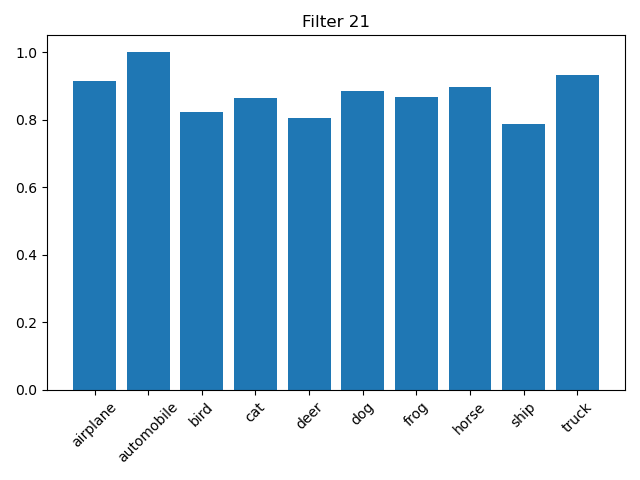 Filter 21
1.0
0.8
0.6
0.4
0.2
0.0
airplane
automobile
bird
cat
deer
dog
frog
horse
ship
truck